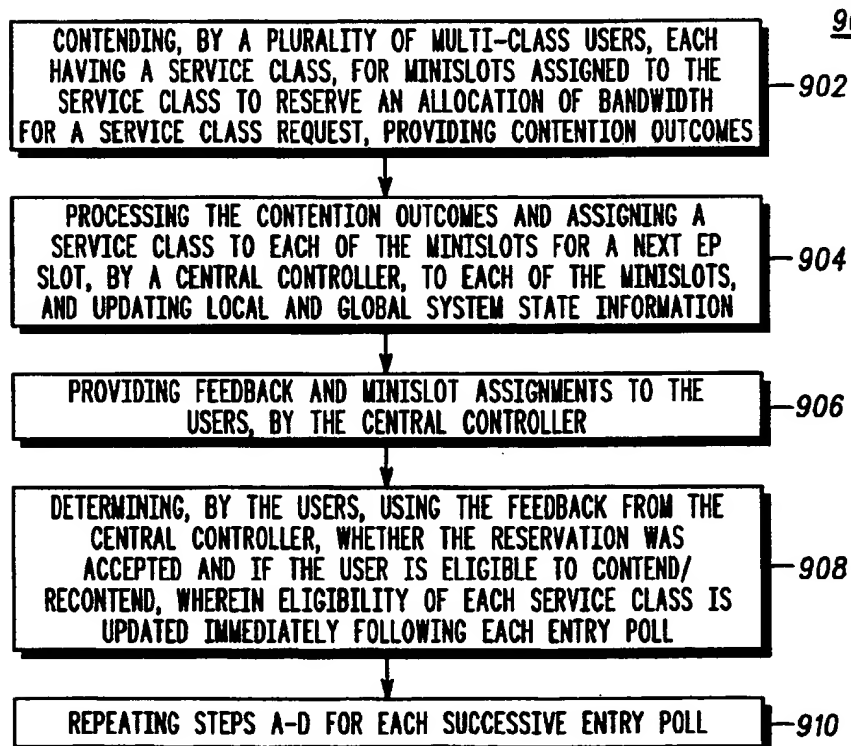 90
CONTENDING, BY A PLURALITY OF MULTI-CLASS USERS, EACH
HAVING A SERVICE CLASS, FOR MINISLOTS ASSIGNED TO THE
SERVICE CLASS TO RESERVE AN ALLOCATION OF BANDWIDTH
FOR A SERVICE CLASS REQUEST, PROVIDING CONTENTION OUTCOMES
902
PROCESSING THE CONTENTION OUTCOMES AND ASSIGNING A
SERVICE CLASS TO EACH OF THE MINISLOTS FOR A NEXT EP
SLOT, BY A CENTRAL CONTROLLER, TO EACH OF THE MINISLOTS,
AND UPDATING LOCAL AND GLOBAL SYSTEM STATE INFORMATION
904
PROVIDING FEEDBACK AND MINISLOT ASSIGNMENTS TO THE
USERS, BY THE CENTRAL CONTROLLER
906
DETERMINING, BY THE USERS, USING THE FEEDBACK FROM THE
CENTRAL CONTROLLER, WHETHER THE RESERVATION WAS
ACCEPTED AND IF THE USER IS ELIGIBLE TO CONTEND/
RECONTEND, WHEREIN ELIGIBILITY OF EACH SERVICE CLASS IS
UPDATED IMMEDIATELY FOLLOWING EACH ENTRY POLL
908
REPEATING STEPS A-D FOR EACH SUCCESSIVE ENTRY POLL
910